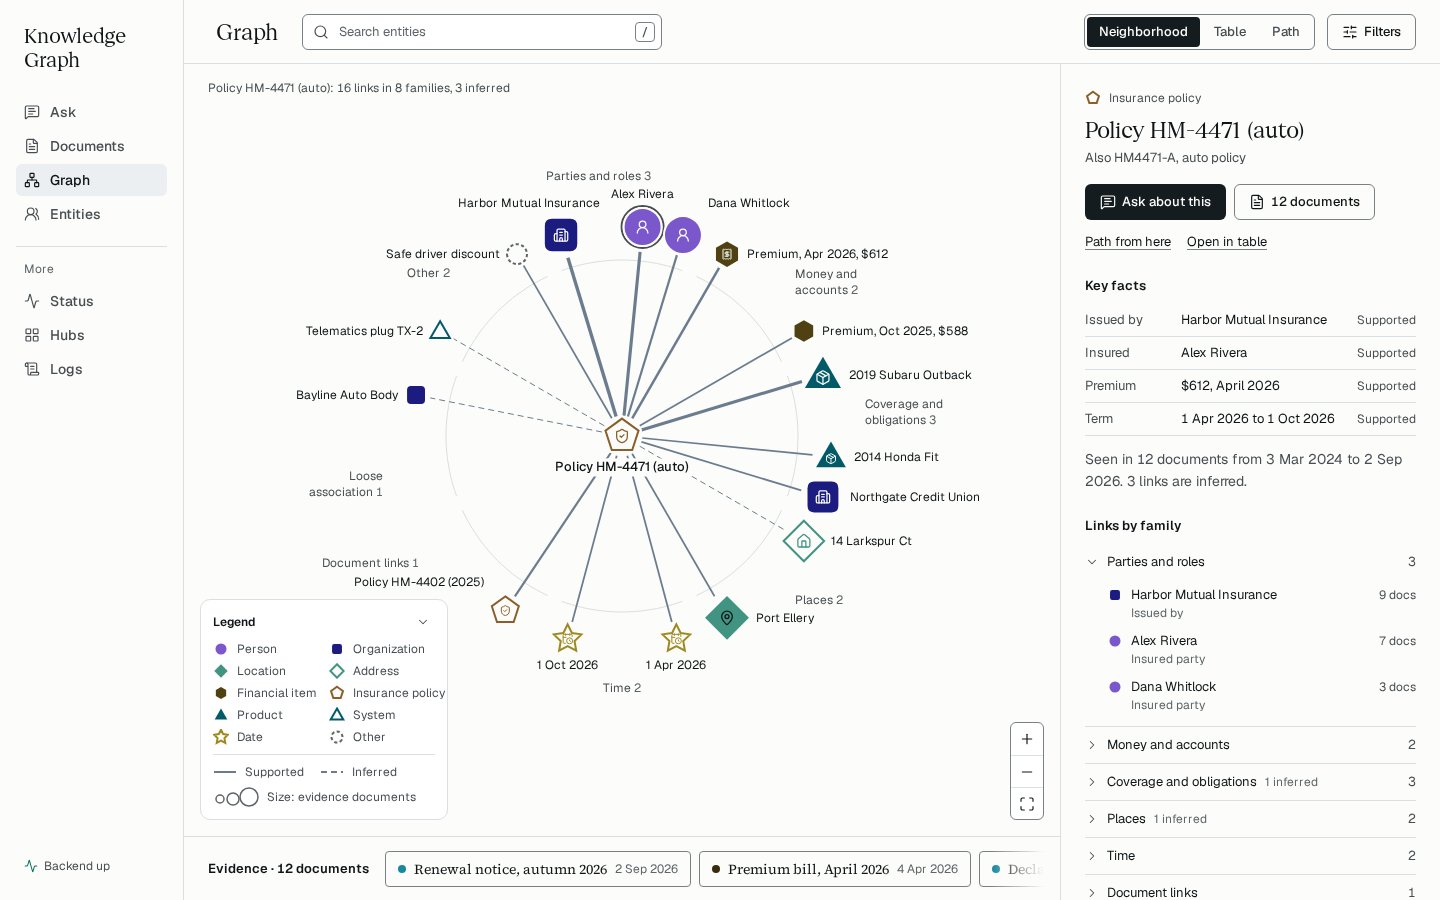 Knowledge
Graph
Ask
Documents
Graph
Entities
More
Status
Hubs
Logs
Backend up
Graph
Search entities
/
Neighborhood
Table
Path
Filters
Policy HM-4471 (auto): 16 links in 8 families, 3 inferred
Parties and roles 3
Alex Rivera
Harbor Mutual Insurance
Dana Whitlock
Safe driver discount
Other 2
Premium, Apr 2026, $612
Money and
accounts 2
Telematics plug TX-2
Premium, Oct 2025, $588
2019 Subaru Outback
Bayline Auto Body
Coverage and
obligations 3
2014 Honda Fit
Policy HM-4471 (auto)
Loose
association 1
Northgate Credit Union
14 Larkspur Ct
Document links 1
Policy HM-4402 (2025)
Places 2
Port Ellery
1 Oct 2026
1 Apr 2026
Time 2
Legend
Person
Organization
Location
Address
Financial item
Insurance policy
Product
System
Date
Other
Supported
Inferred
Size: evidence documents
Evidence · 12 documents
Renewal notice, autumn 2026 2 Sep 2026
Premium bill, April 2026 4 Apr 2026
Insurance policy
Policy HM-4471 (auto)
Also HM4471-A, auto policy
Ask about this
12 documents
Path from here
Open in table
Key facts
Issued by Harbor Mutual Insurance Supported
Insured Alex Rivera Supported
Premium $612, April 2026 Supported
Term 1 Apr 2026 to 1 Oct 2026 Supported
Seen in 12 documents from 3 Mar 2024 to 2 Sep
2026. 3 links are inferred.
Links by family
Parties and roles 3
Harbor Mutual Insurance 9 docs
Issued by
Alex Rivera 7 docs
Insured party
Dana Whitlock 3 docs
Insured party
Money and accounts 2
Coverage and obligations 1 inferred 3
Places 1 inferred 2
Time 2
Document links 1